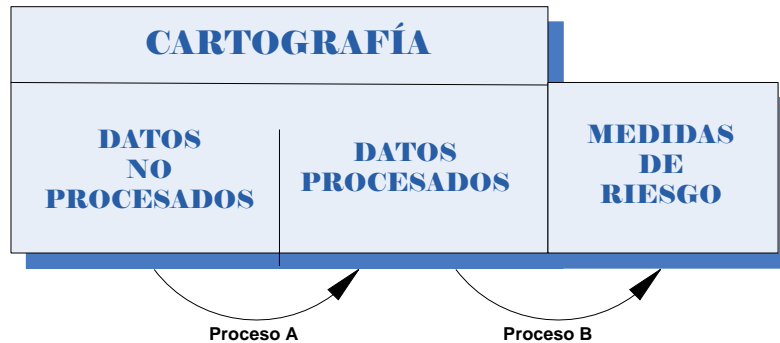 CARTOGRAFÍA
DATOS
NO
PROCESADOS
DATOS
PROCESADOS
MEDIDAS
DE
RIESGO
Proceso A
Proceso B